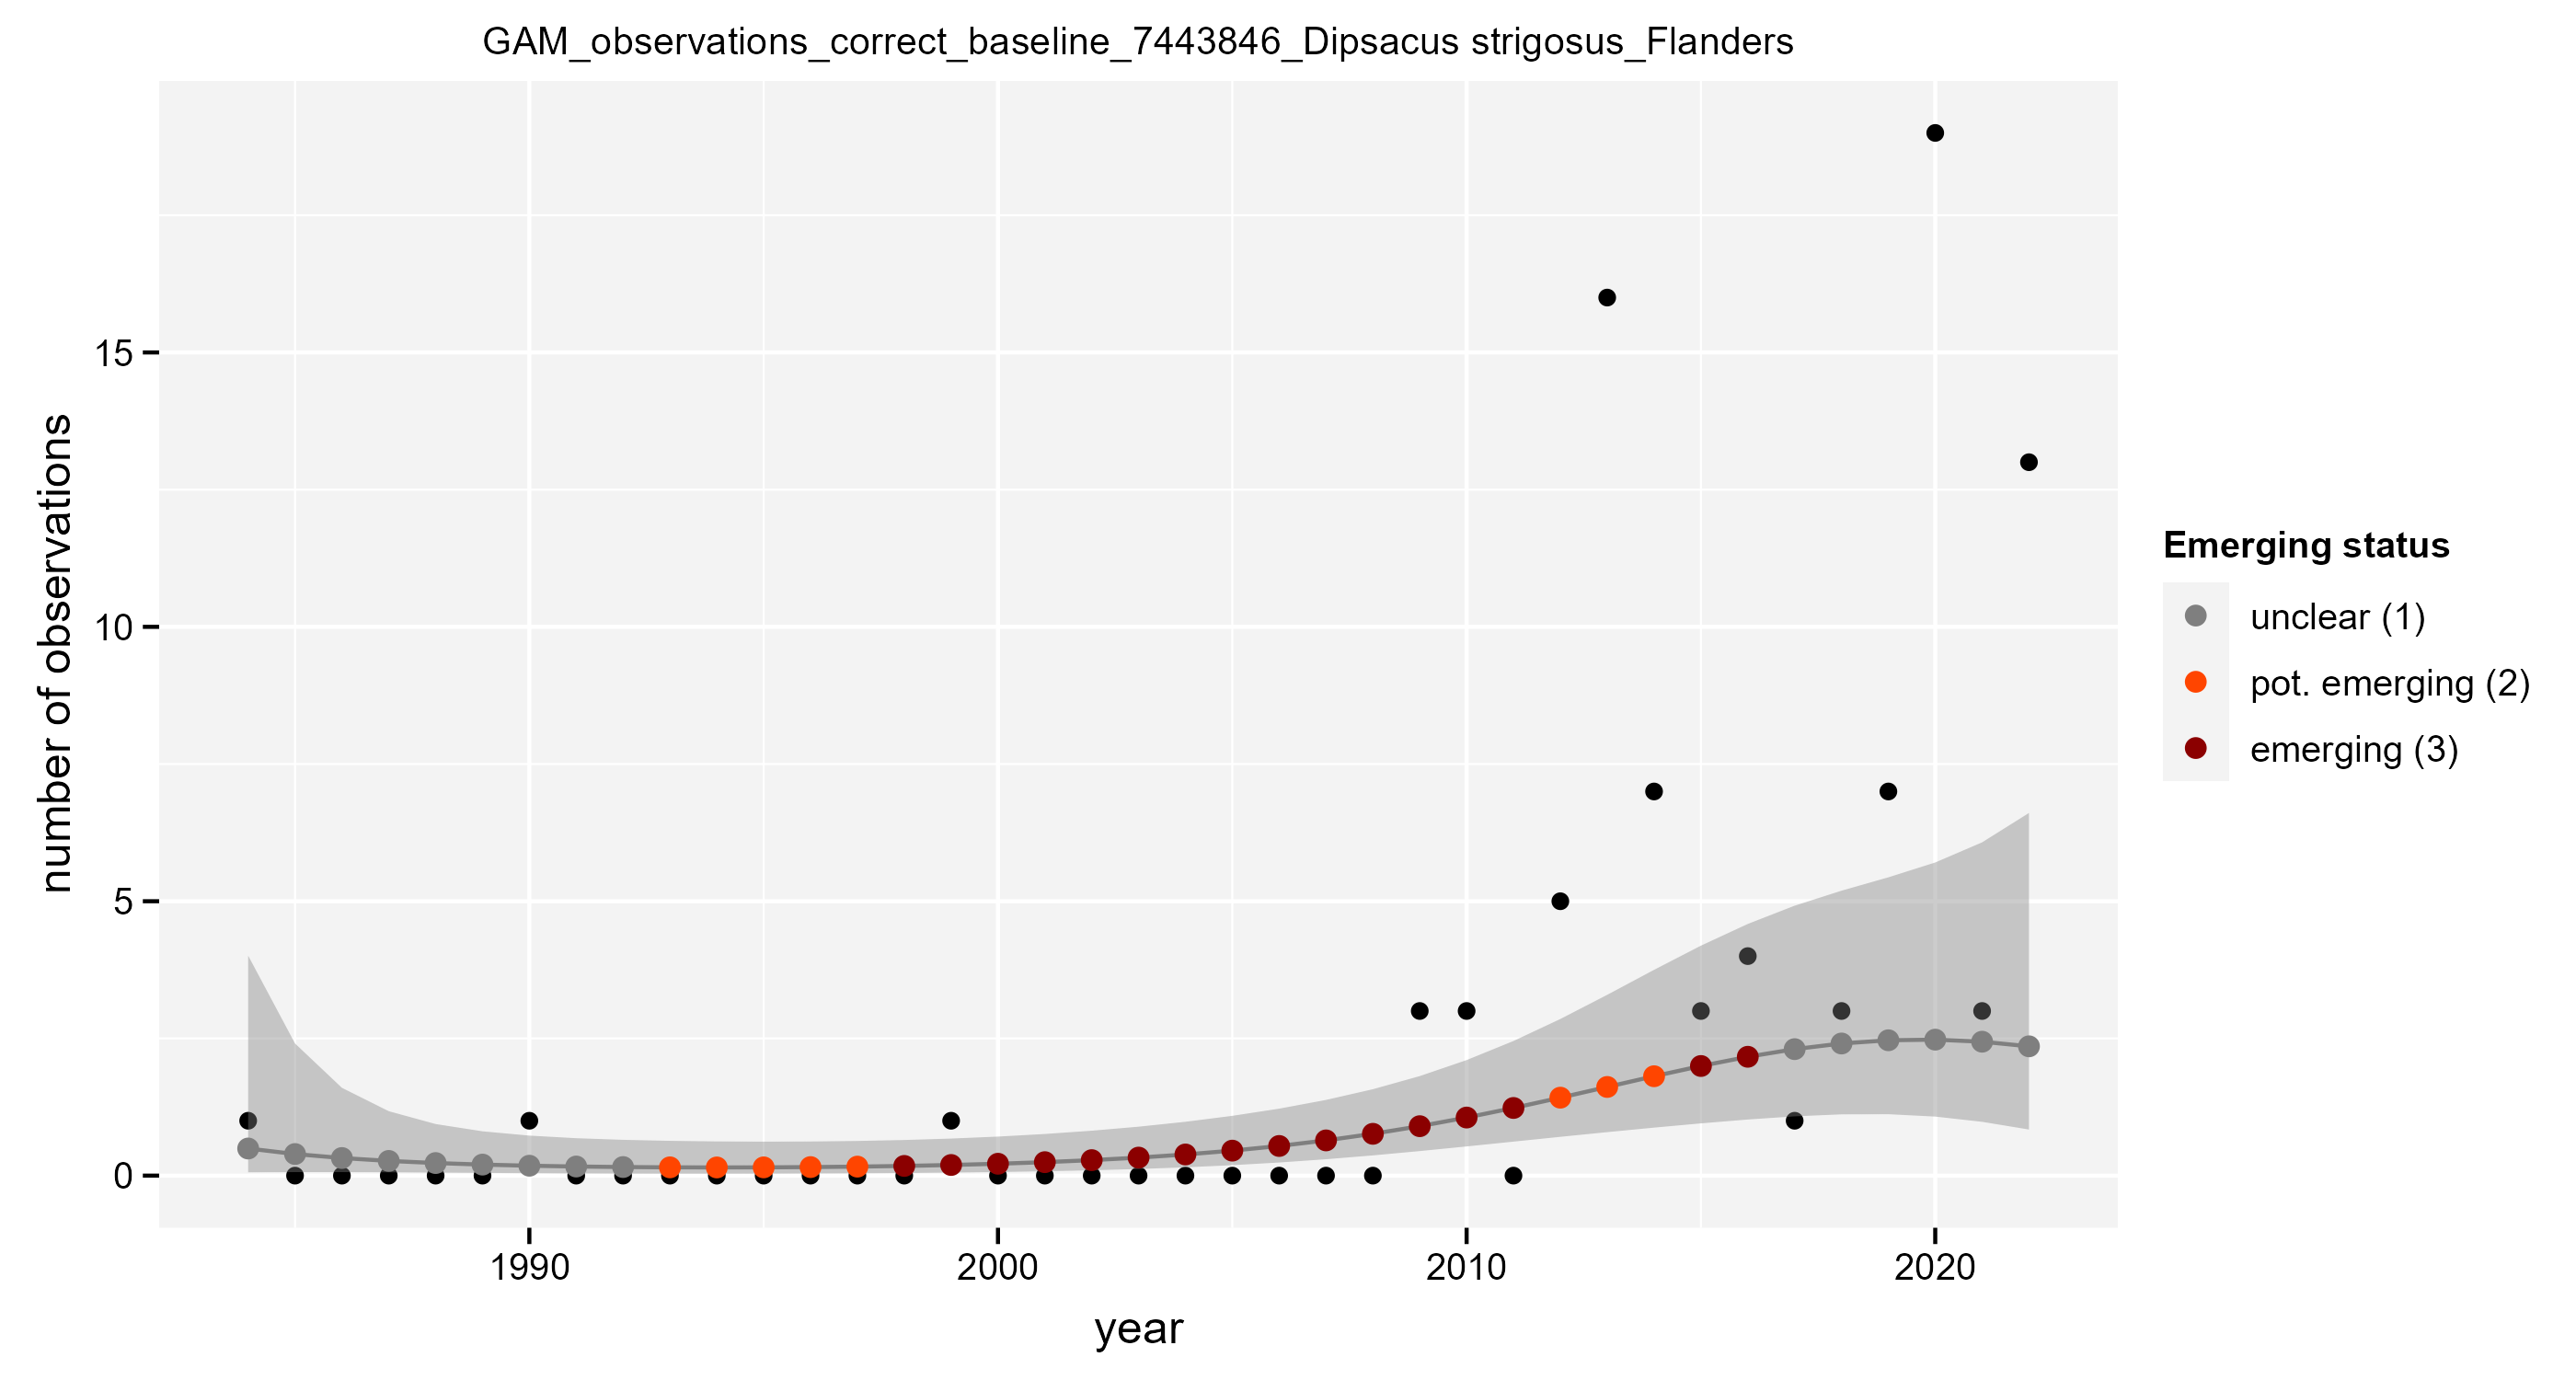 GAM_observations_correct_baseline_7443846_Dipsacus strigosus_Flanders
number of observations
15
10
5
0
1990
2000
2010
2020
year
Emerging status
unclear (1)
pot. emerging (2)
emerging (3)